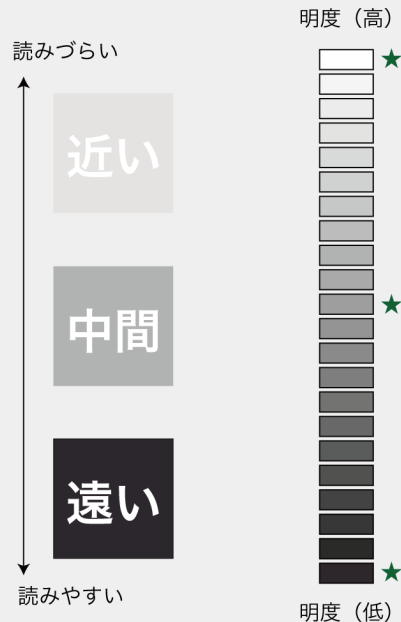 明度（高）
読みづらい
近い
中間
遠い
読みやすい
明度（低）